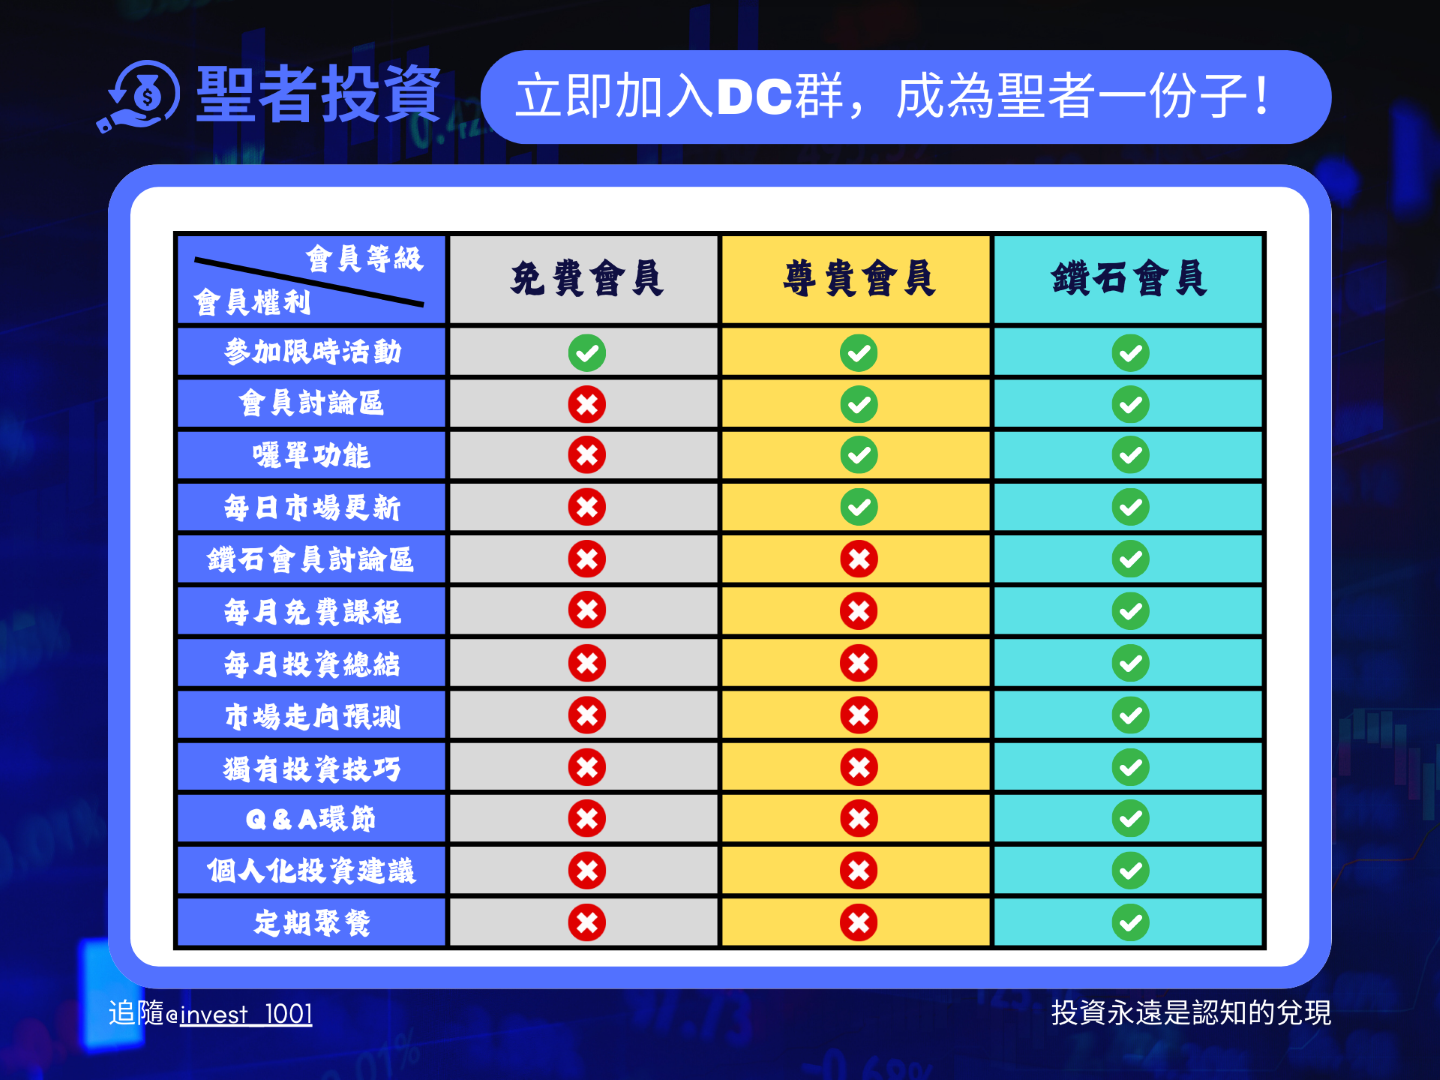 聖者投資
立即加入DC群，成為聖者一份子！
會員等級
會員權利
免費會員
尊貴會員
鑽石會員
參加限時活動
會員討論區
曬單功能
每日市場更新
鑽石會員討論區
每月免費課程
每月投資總結
市場走向預測
獨有投資技巧
Q&A環節
個人化投資建議
定期聚餐
追隨@invest_1001
投資永遠是認知的兌現